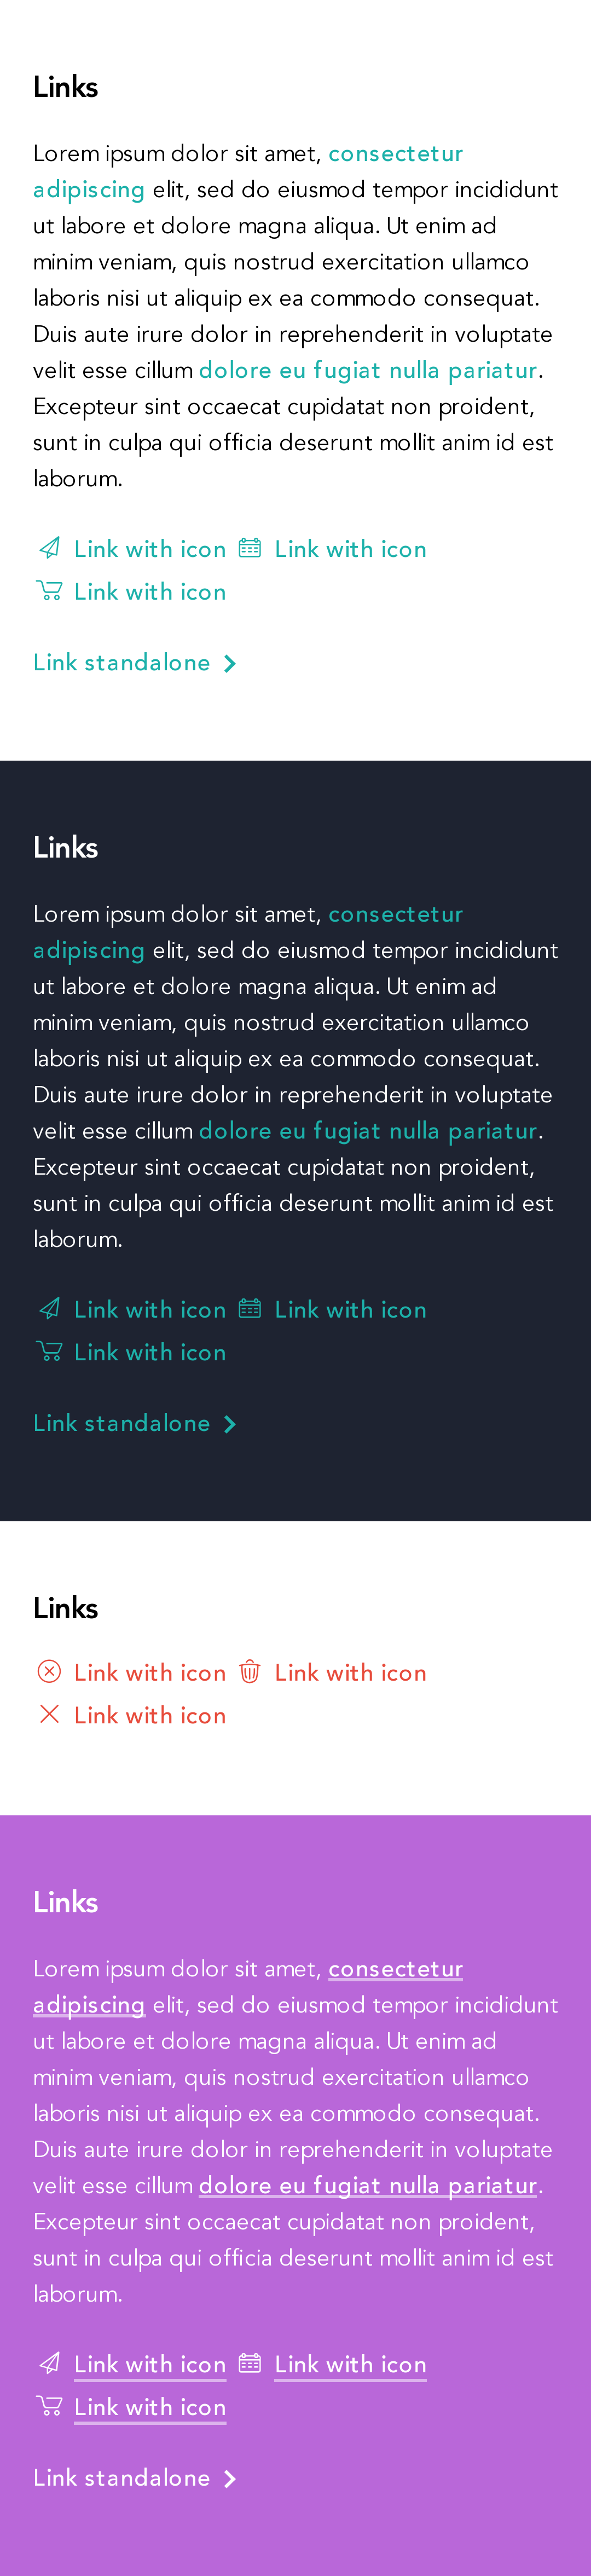 Links
Lorem ipsum dolor sit amet, consectetur
adipiscing elit, sed do eiusmod tempor incididunt
ut labore et dolore magna aliqua. Ut enim ad
minim veniam, quis nostrud exercitation ullamco
laboris nisi ut aliquip ex ea commodo consequat.
Duis aute irure dolor in reprehenderit in voluptate
velit esse cillum dolore eu fugiat nulla pariatur.
Excepteur sint occaecat cupidatat non proident,
sunt in culpa qui officia deserunt mollit anim id est
laborum.
Link with icon Link with icon
Link with icon
Link standalone
Links
Lorem ipsum dolor sit amet, consectetur
adipiscing elit, sed do eiusmod tempor incididunt
ut labore et dolore magna aliqua. Ut enim ad
minim veniam, quis nostrud exercitation ullamco
laboris nisi ut aliquip ex ea commodo consequat.
Duis aute irure dolor in reprehenderit in voluptate
velit esse cillum dolore eu fugiat nulla pariatur.
Excepteur sint occaecat cupidatat non proident,
sunt in culpa qui officia deserunt mollit anim id est
laborum.
Link with icon Link with icon
Link with icon
Link standalone
Links
Link with icon Link with icon
Link with icon
Links
Lorem ipsum dolor sit amet, consectetur
adipiscing elit, sed do eiusmod tempor incididunt
ut labore et dolore magna aliqua. Ut enim ad
minim veniam, quis nostrud exercitation ullamco
laboris nisi ut aliquip ex ea commodo consequat.
Duis aute irure dolor in reprehenderit in voluptate
velit esse cillum dolore eu fugiat nulla pariatur.
Excepteur sint occaecat cupidatat non proident,
sunt in culpa qui officia deserunt mollit anim id est
laborum.
Link with icon Link with icon
Link with icon
Link standalone